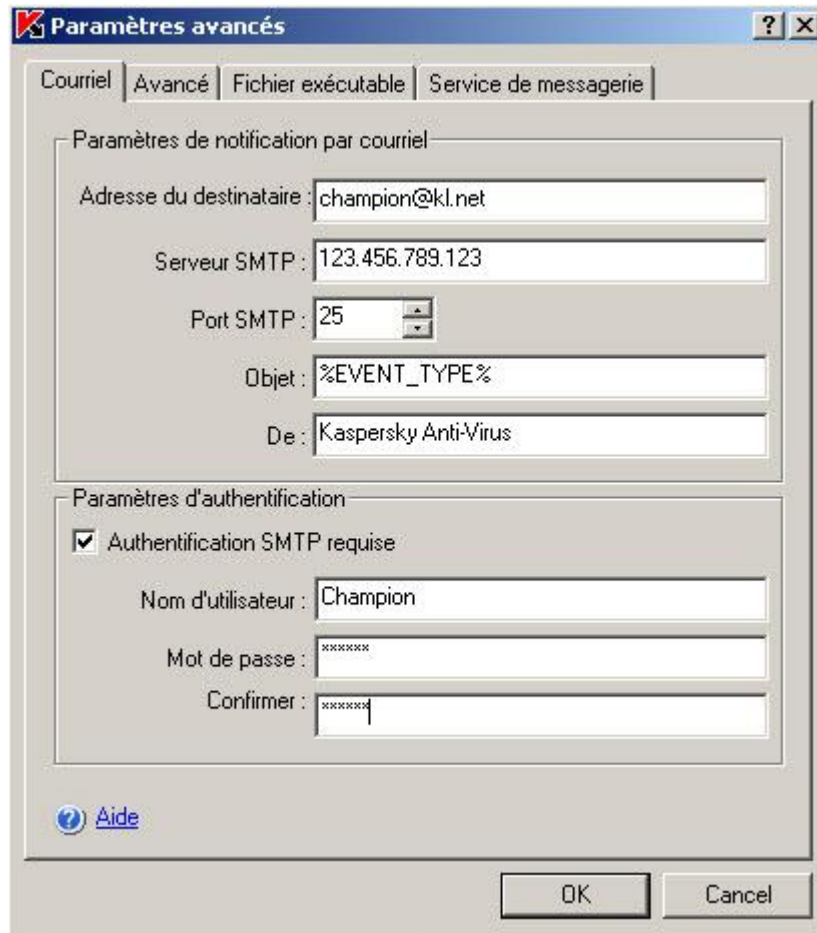 Paramètres avancés
Courriel Avancé Fichier exécutable Service de messagerie
Paramètres de notification par courriel
Adresse du destinataire : champion@kl.net
Serveur SMTP : 123.456.789.123
Port SMTP : 25
Objet : %EVENT_TYPE%
De : Kaspersky Anti-Virus
Paramètres d'authentification
Authentification SMTP requise
Nom d'utilisateur : Champion
Mot de passe : ******
Confirmer : ******
Aide
OK Cancel